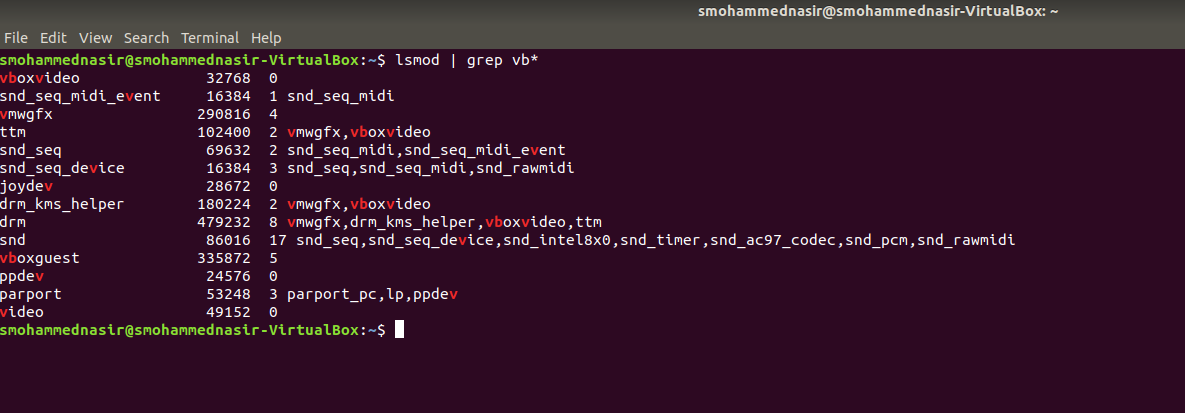 smohammednasir@smohammednasir-VirtualBox: ~
File Edit View Search Terminal Help
smohammednasir@smohammednasir-VirtualBox:~$ lsmod | grep vb*
vboxvideo 32768 0
snd_seq_midi_event 16384 1 snd_seq_midi
vmwgfx 290816 4
ttm 102400 2 vmwgfx,vboxvideo
snd_seq 69632 2 snd_seq_midi,snd_seq_midi_event
snd_seq_device 16384 3 snd_seq,snd_seq_midi,snd_rawmidi
joydev 28672 0
drm_kms_helper 180224 2 vmwgfx,vboxvideo
drm 479232 8 vmwgfx,drm_kms_helper,vboxvideo,ttm
snd 86016 17 snd_seq,snd_seq_device,snd_intel8x0,snd_timer,snd_ac97_codec,snd_pcm,snd_rawmidi
vboxguest 335872 5
ppdev 24576 0
parport 53248 3 parport_pc,lp,ppdev
video 49152 0
smohammednasir@smohammednasir-VirtualBox:~$